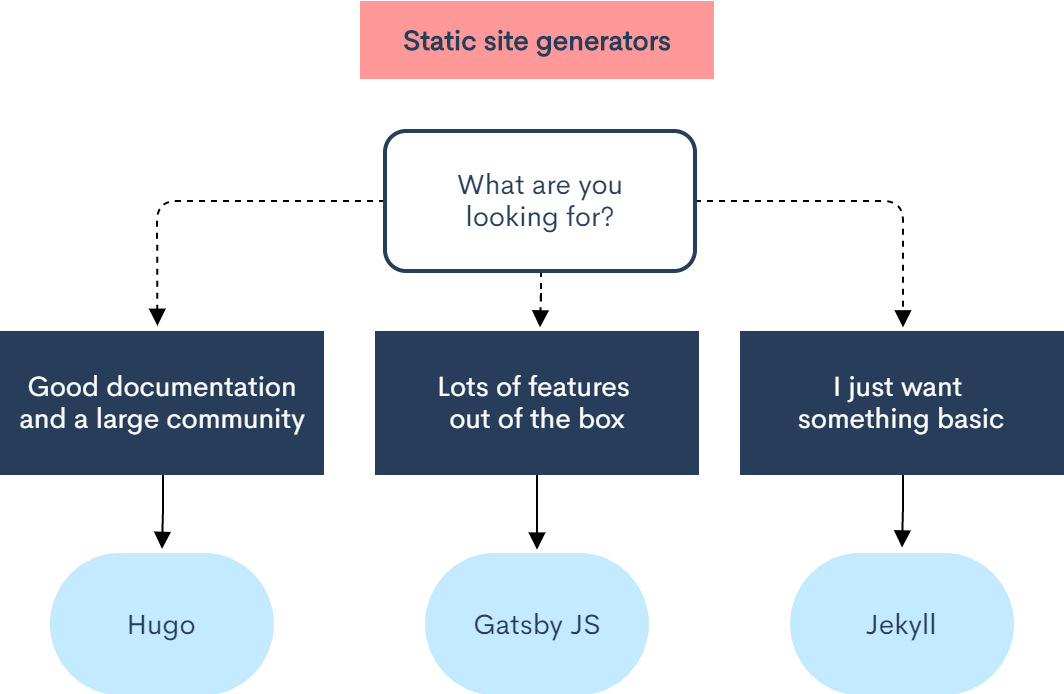 Static site generators
What are you
looking for?
Good documentation
and a large community
Lots of features
out of the box
I just want
something basic
Hugo
Gatsby JS
Jekyll